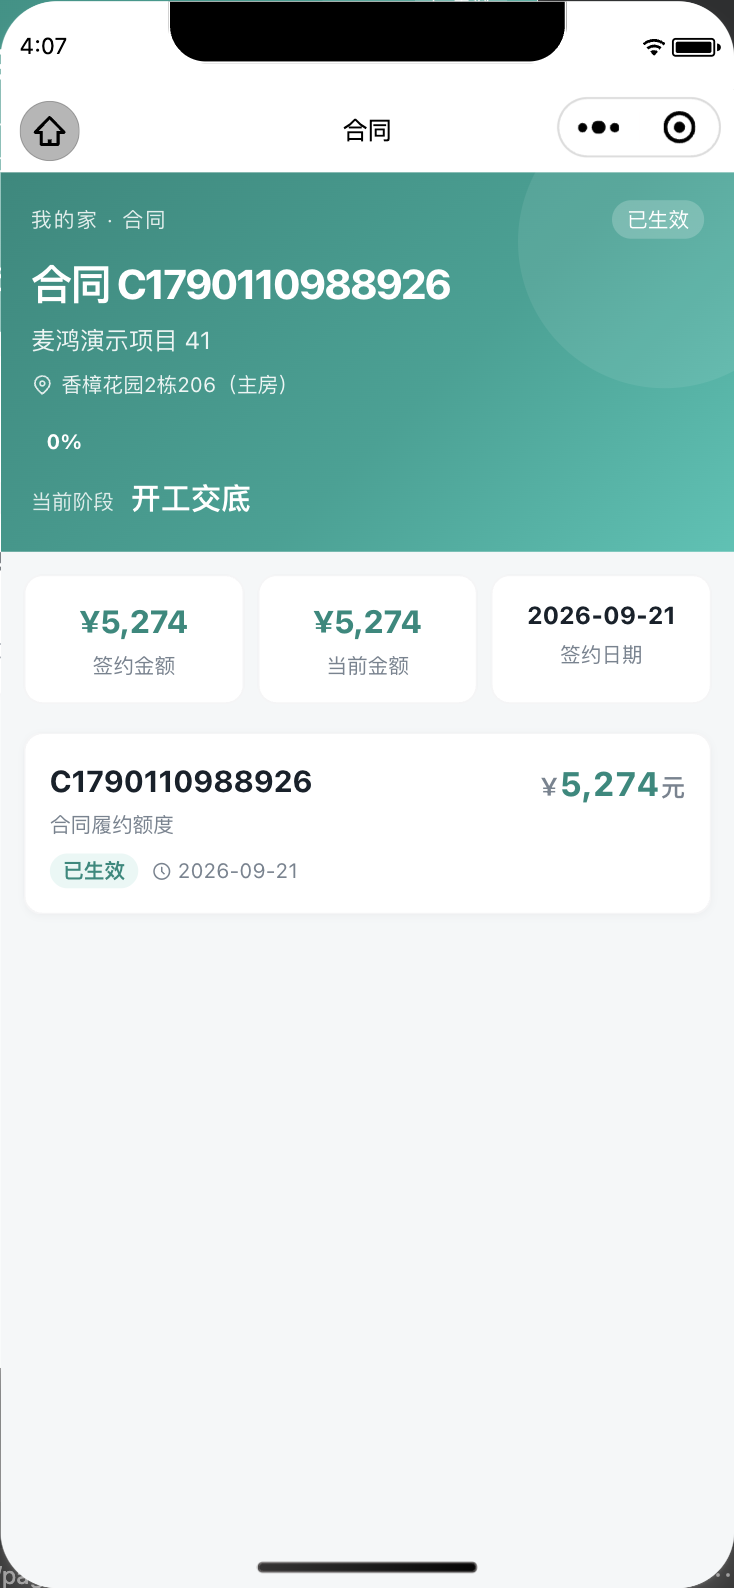 4:07
合同
我的家 · 合同
已生效
合同 C1790110988926
麦鸿演示项目 41
香樟花园2栋206（主房）
0%
当前阶段 开工交底
¥5,274
签约金额
¥5,274
当前金额
2026-09-21
签约日期
C1790110988926
¥5,274元
合同履约额度
已生效
2026-09-21